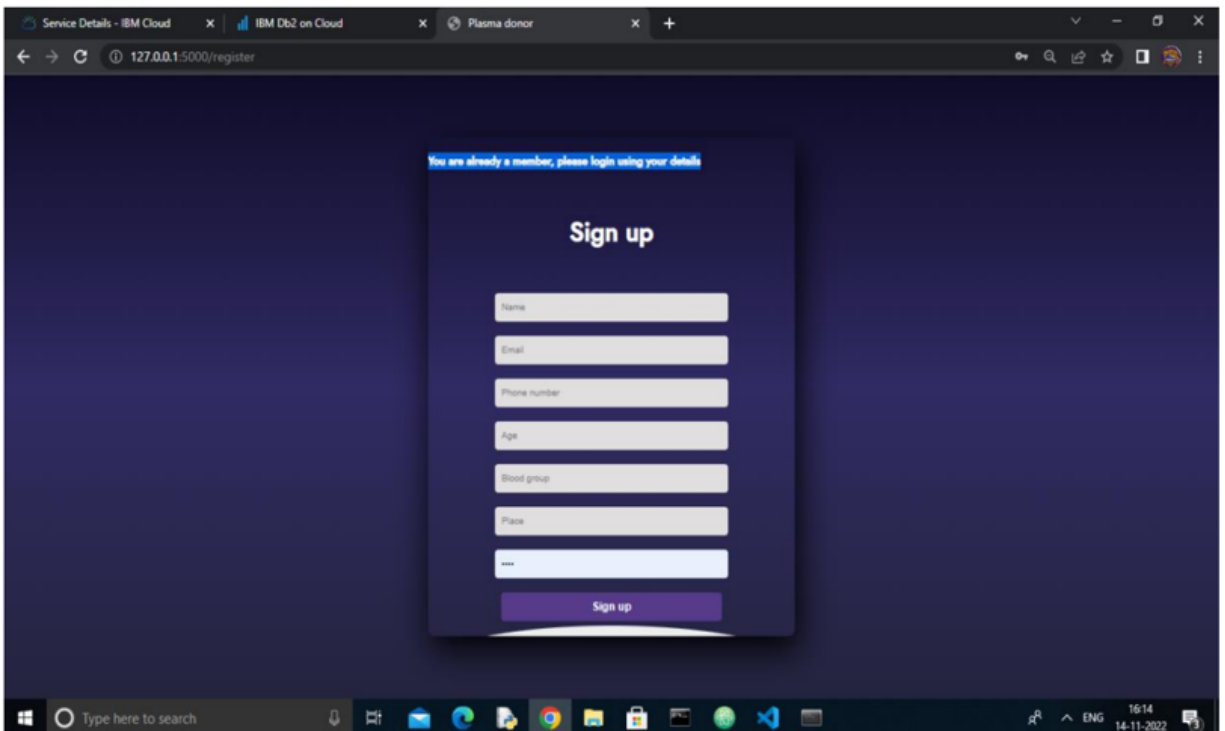 Service Details - IBM Cloud
IBM Db2 on Cloud
Plasma donor
127.0.0.1:5000/register
You are already a member, please login using your details
Sign up
Name
Email
Phone number
Age
Blood group
Place
••••
Sign up
Type here to search
ENG
16:14
14-11-2022
3